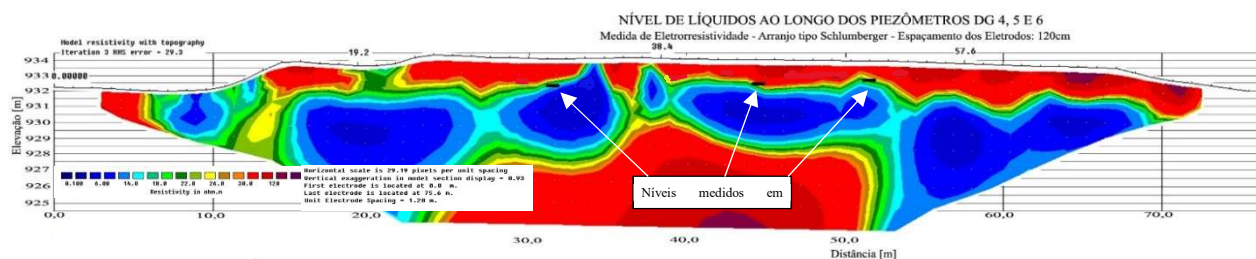 NÍVEL DE LÍQUIDOS AO LONGO DOS PIEZÔMETROS DG 4, 5 E 6
Medida de Eletrorresistividade - Arranjo tipo Schlumberger - Espaçamento dos Eletrodos: 120cm
Model resistivity with topography
Iteration 3 RMS error = 29.3
19.2
38.4
57.6
0.00000
Elevação [m]
934
933
932
931
930
929
928
927
926
925
0.100 6.00 14.0 18.0 22.0 30.0 120
Resistivity in ohm.m
Horizontal scale is 29.19 pixels per unit spacing
Vertical exaggeration in model section display = 0.93
First electrode is located at 0.0 m.
Last electrode is located at 75.6 m.
Unit Electrode Spacing = 1.20 m.
Níveis medidos em
0,0
10,0
20,0
30,0
40,0
50,0
60,0
70,0
Distância [m]